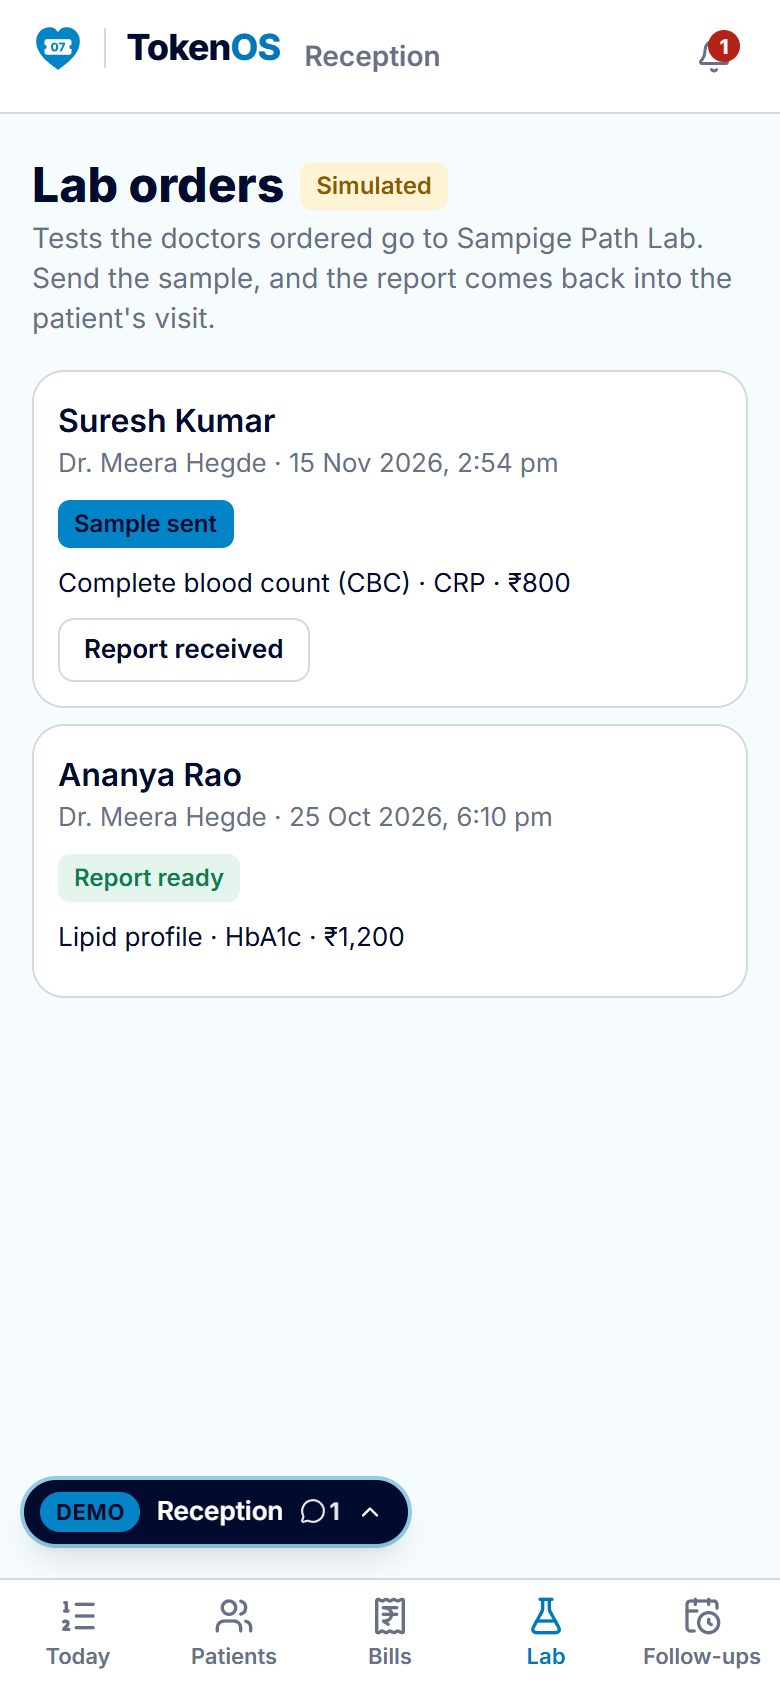 07
TokenOS
Reception
1
Lab orders
Simulated
Tests the doctors ordered go to Sampige Path Lab.
Send the sample, and the report comes back into the
patient's visit.
Suresh Kumar
Dr. Meera Hegde · 15 Nov 2026, 2:54 pm
Sample sent
Complete blood count (CBC) · CRP · ₹800
Report received
Ananya Rao
Dr. Meera Hegde · 25 Oct 2026, 6:10 pm
Report ready
Lipid profile · HbA1c · ₹1,200
DEMO Reception 1
Today
Patients
Bills
Lab
Follow-ups